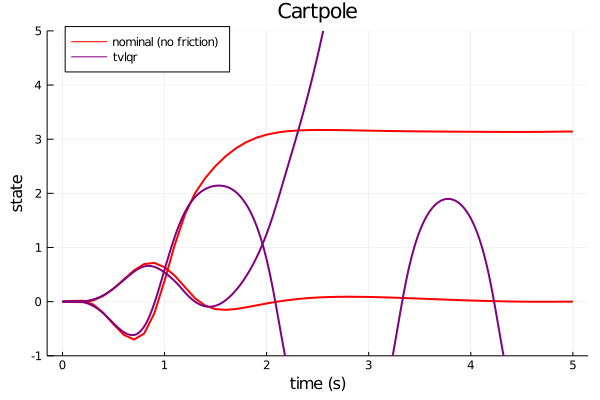 Cartpole
nominal (no friction)
tvlqr
5
4
3
2
1
0
-1
state
0 1 2 3 4 5
time (s)